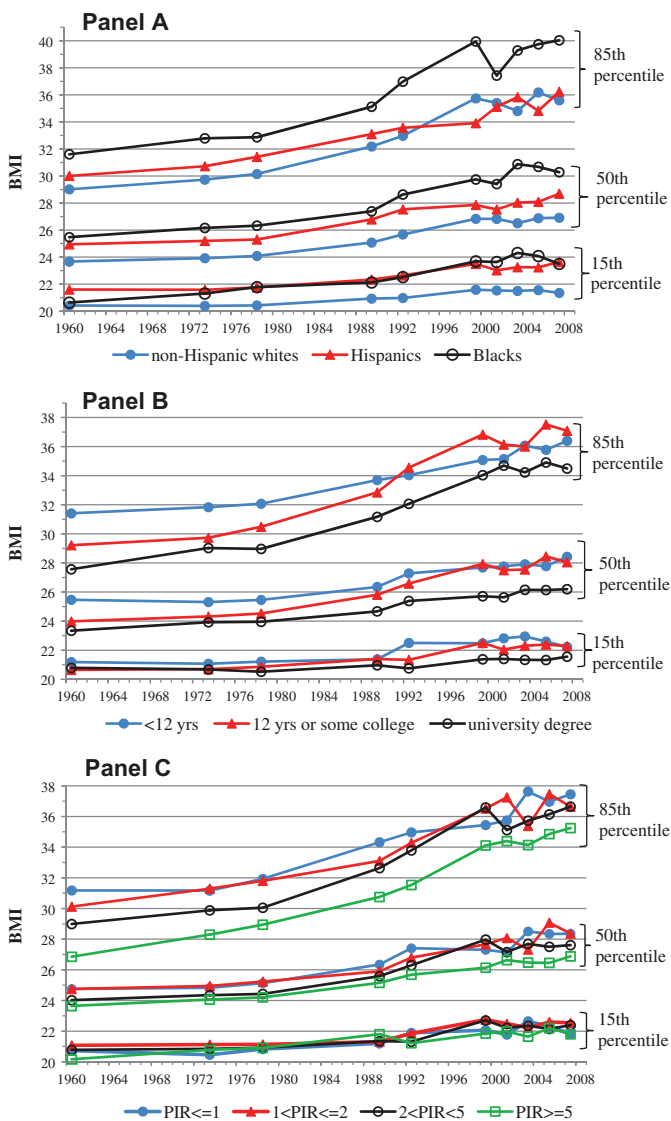 Panel A
40
38
36
34
32
30
28
26
24
22
20
BMI
85th
percentile
50th
percentile
15th
percentile
1960 1964 1968 1972 1976 1980 1984 1988 1992 1996 2000 2004 2008
non-Hispanic whites Hispanics Blacks
Panel B
38
36
34
32
30
28
26
24
22
20
BMI
85th
percentile
50th
percentile
15th
percentile
1960 1964 1968 1972 1976 1980 1984 1988 1992 1996 2000 2004 2008
<12 yrs 12 yrs or some college university degree
Panel C
38
36
34
32
30
28
26
24
22
20
BMI
85th
percentile
50th
percentile
15th
percentile
1960 1964 1968 1972 1976 1980 1984 1988 1992 1996 2000 2004 2008
PIR<=1 1<PIR<=2 2<PIR<5 PIR>=5